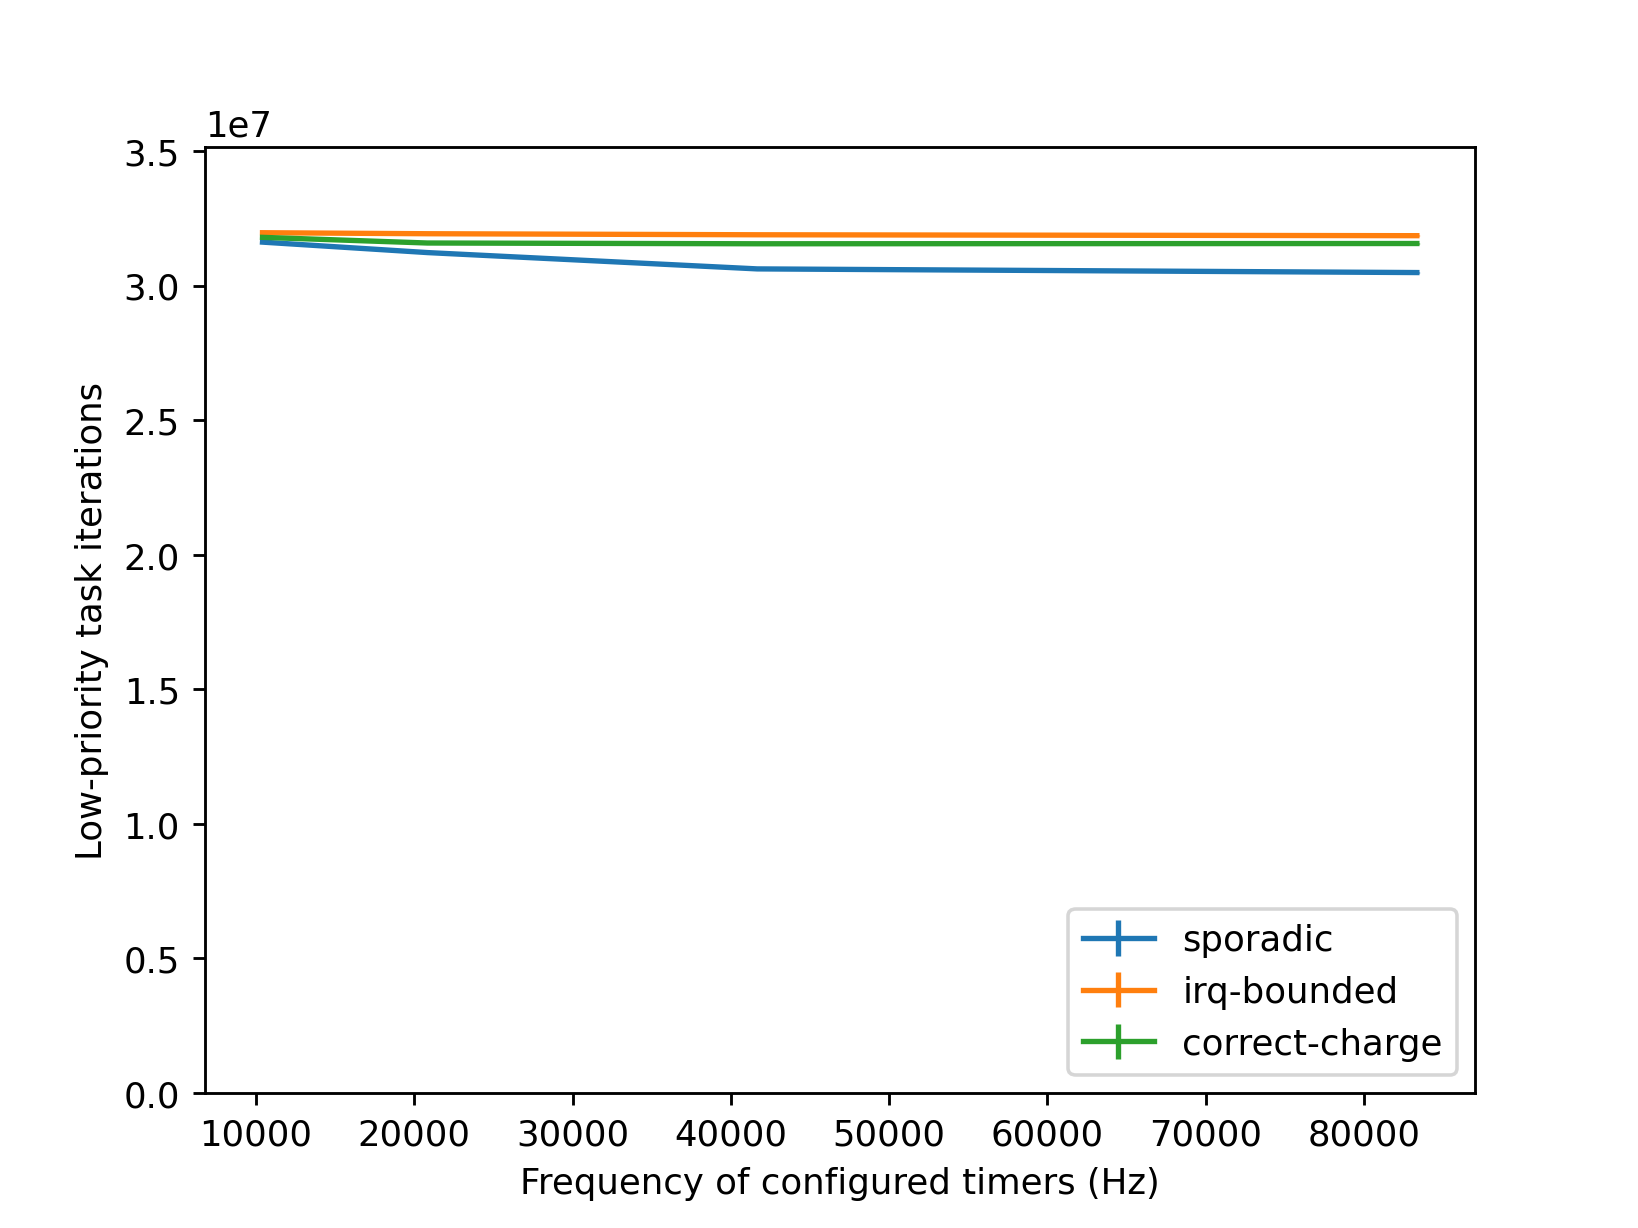 1e7
3.5
3.0
2.5
2.0
1.5
1.0
0.5
0.0
Low-priority task iterations
sporadic
irq-bounded
correct-charge
10000 20000 30000 40000 50000 60000 70000 80000
Frequency of configured timers (Hz)